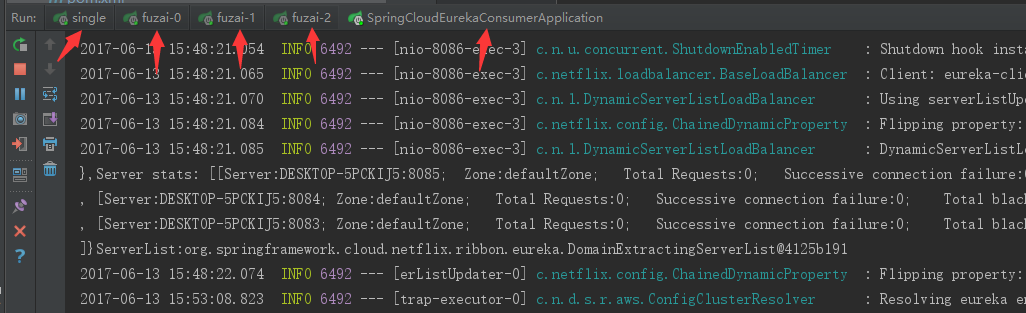 Run: single fuzai-0 fuzai-1 fuzai-2 SpringCloudEurekaConsumerApplication
2017-06-13 15:48:21.054 INFO 6492 --- [nio-8086-exec-3] c.n.u.concurrent.ShutdownEnabledTimer : Shutdown hook inst
2017-06-13 15:48:21.065 INFO 6492 --- [nio-8086-exec-3] c.netflix.loadbalancer.BaseLoadBalancer : Client: eureka-cli
2017-06-13 15:48:21.070 INFO 6492 --- [nio-8086-exec-3] c.n.l.DynamicServerListLoadBalancer : Using serverListUp
2017-06-13 15:48:21.084 INFO 6492 --- [nio-8086-exec-3] c.netflix.config.ChainedDynamicProperty : Flipping property:
2017-06-13 15:48:21.085 INFO 6492 --- [nio-8086-exec-3] c.n.l.DynamicServerListLoadBalancer : DynamicServerListL
},Server stats: [[Server:DESKTOP-5PCKIJ5:8085; Zone:defaultZone; Total Requests:0; Successive connection failure:0
, [Server:DESKTOP-5PCKIJ5:8084; Zone:defaultZone; Total Requests:0; Successive connection failure:0; Total blac
, [Server:DESKTOP-5PCKIJ5:8083; Zone:defaultZone; Total Requests:0; Successive connection failure:0; Total blac
]}ServerList:org.springframework.cloud.netflix.ribbon.eureka.DomainExtractingServerList@4125b191
2017-06-13 15:48:22.074 INFO 6492 --- [erListUpdater-0] c.netflix.config.ChainedDynamicProperty : Flipping property:
2017-06-13 15:53:08.823 INFO 6492 --- [trap-executor-0] c.n.d.s.r.aws.ConfigClusterResolver : Resolving eureka en